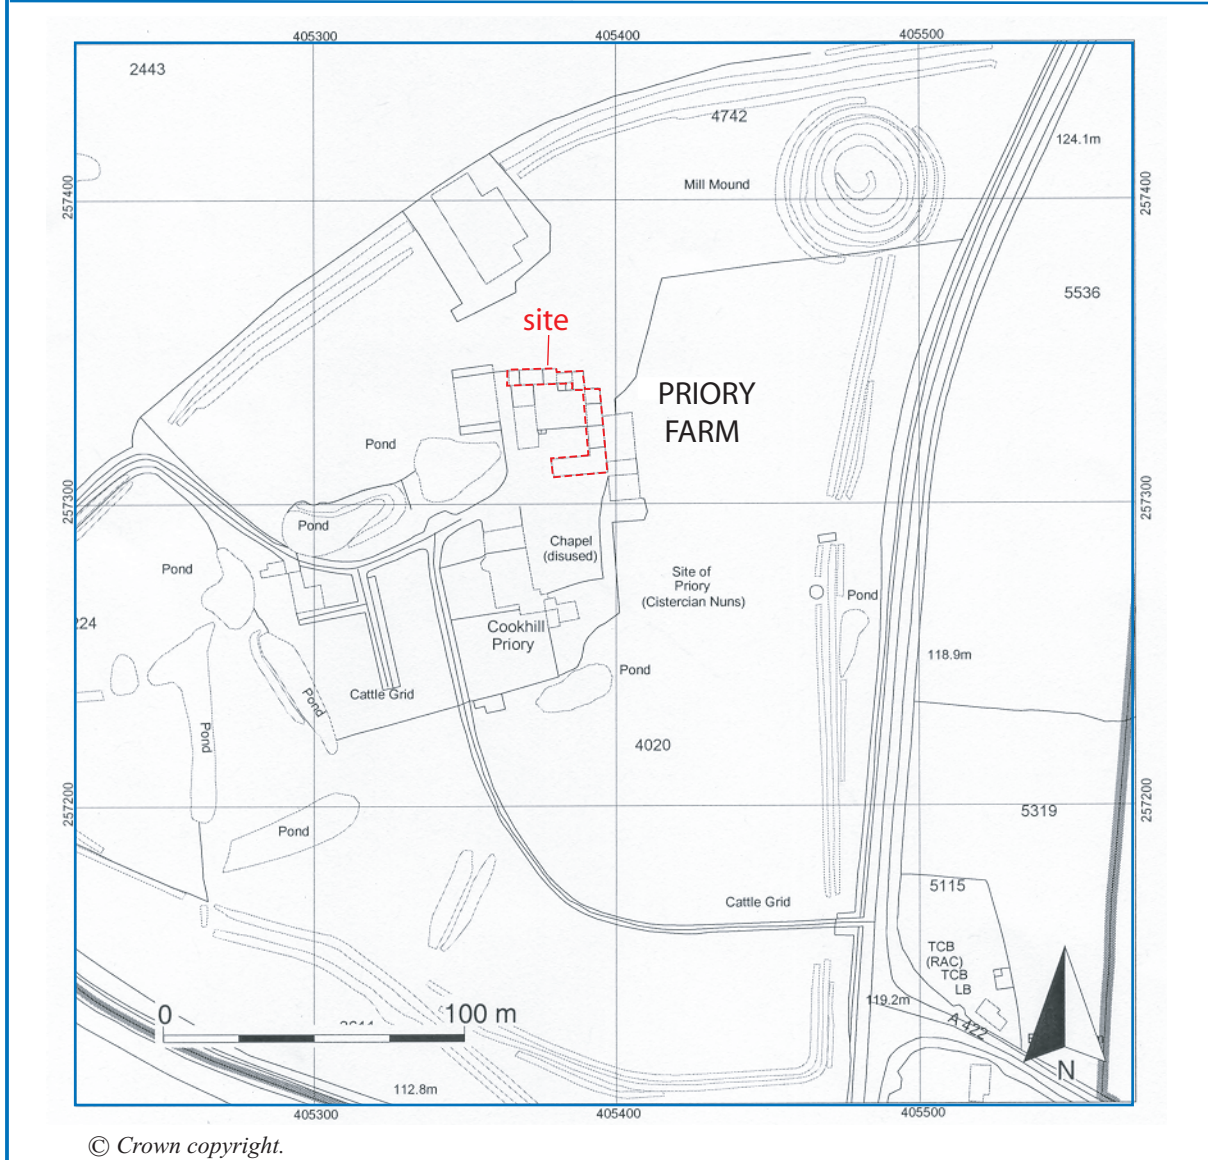 405300
405400
405500
2443
4742
124.1m
257400
Mill Mound
257400
5536
site
PRIORY
FARM
Pond
257300
Pond
257300
Chapel
(disused)
Pond
Site of
Priory
(Cistercian Nuns)
Pond
224
Cookhill
Priory
118.9m
Pond
Cattle Grid
Pond
Pond
4020
257200
257200
5319
Pond
5115
Cattle Grid
TCB
(RAC)
TCB
LB
119.2m
0
100 m
A 422
N
112.8m
405300
405400
405500
© Crown copyright.